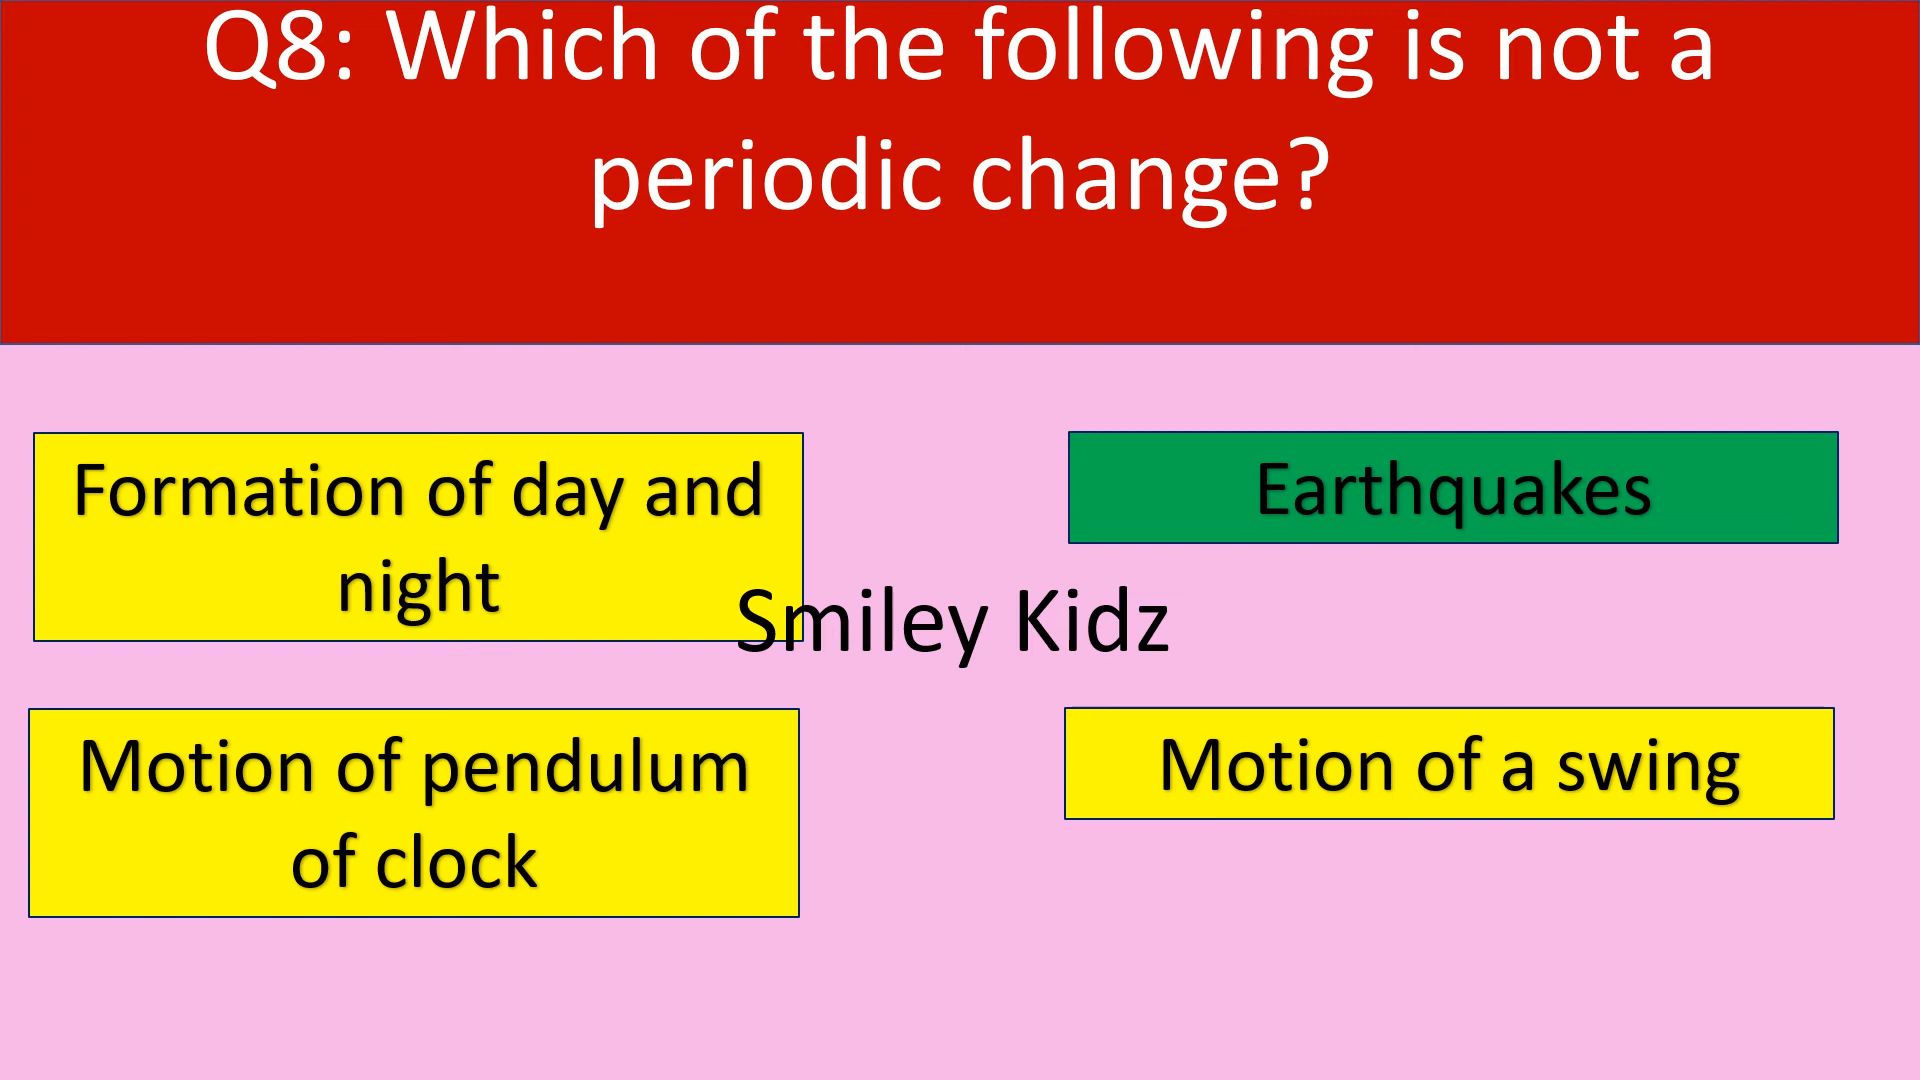 Q8: Which of the following is not a
periodic change?
Formation of day and
night
Earthquakes
Smiley Kidz
Motion of pendulum
of clock
Motion of a swing